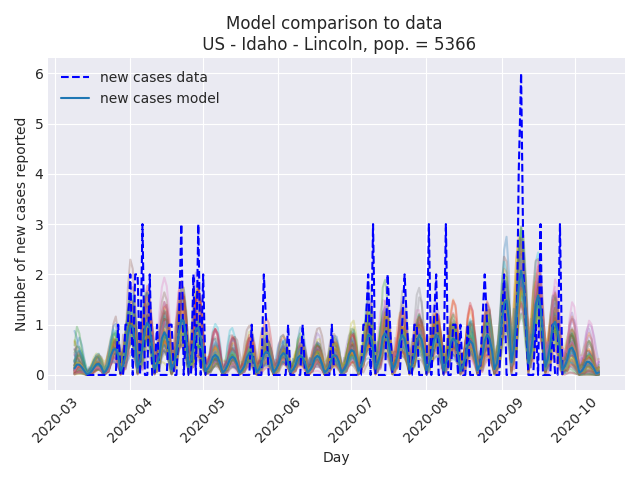 Model comparison to data
US - Idaho - Lincoln, pop. = 5366
new cases data
new cases model
Number of new cases reported
6
5
4
3
2
1
0
2020-03
2020-04
2020-05
2020-06
2020-07
2020-08
2020-09
2020-10
Day